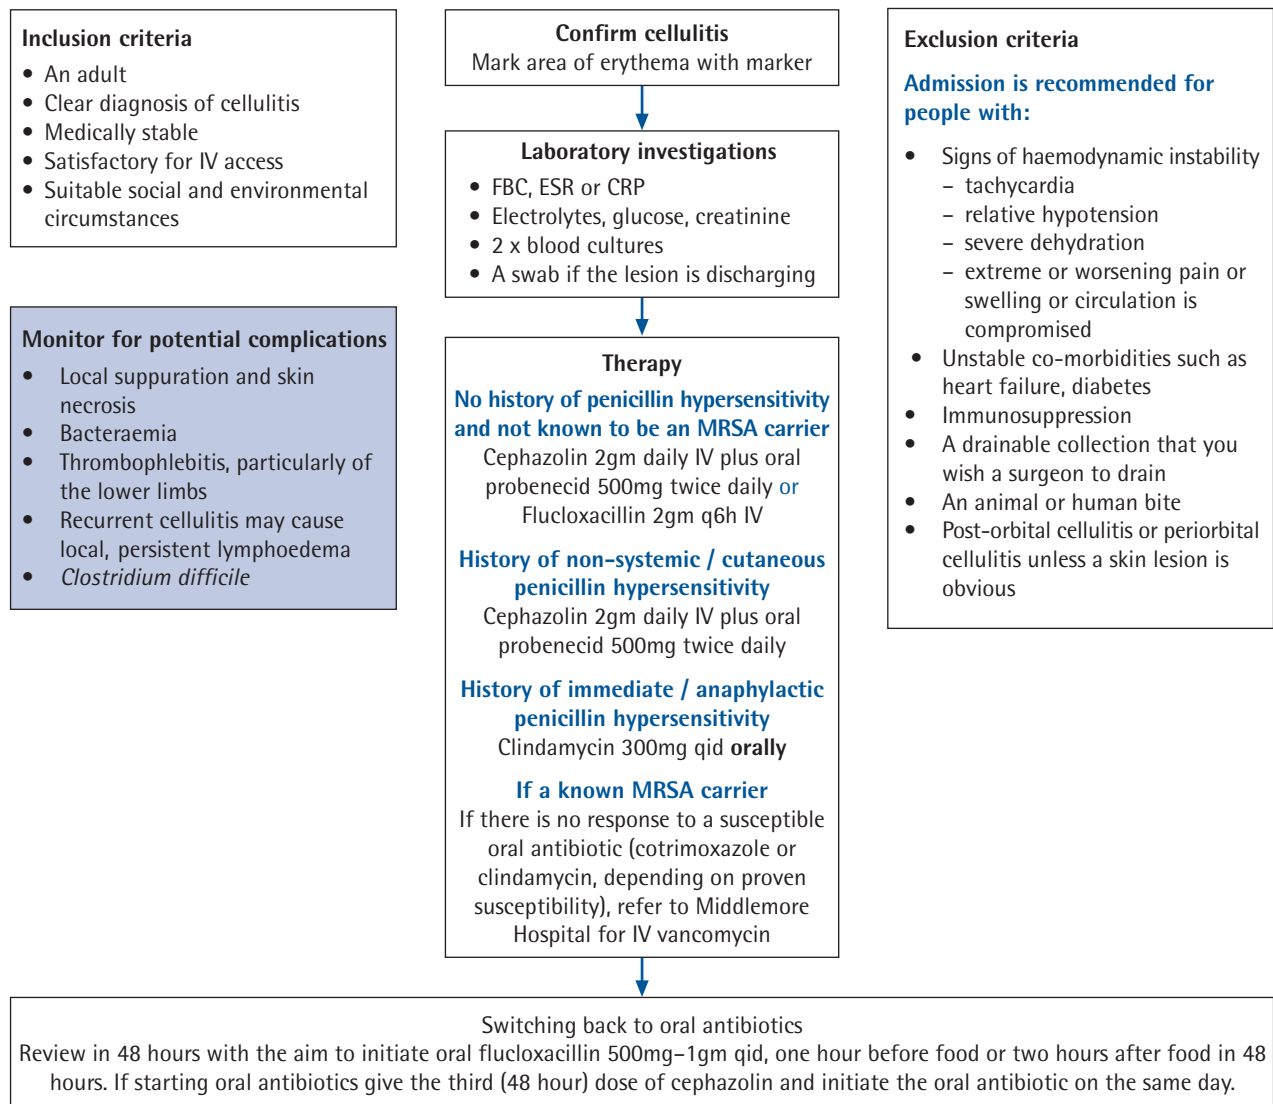 Inclusion criteria
• An adult
• Clear diagnosis of cellulitis
• Medically stable
• Satisfactory for IV access
• Suitable social and environmental
circumstances
Monitor for potential complications
• Local suppuration and skin
necrosis
• Bacteraemia
• Thrombophlebitis, particularly of
the lower limbs
• Recurrent cellulitis may cause
local, persistent lymphoedema
• Clostridium difficile
Confirm cellulitis
Mark area of erythema with marker
Laboratory investigations
• FBC, ESR or CRP
• Electrolytes, glucose, creatinine
• 2 x blood cultures
• A swab if the lesion is discharging
Therapy
No history of penicillin hypersensitivity
and not known to be an MRSA carrier
Cephazolin 2gm daily IV plus oral
probenecid 500mg twice daily or
Flucloxacillin 2gm q6h IV
History of non-systemic / cutaneous
penicillin hypersensitivity
Cephazolin 2gm daily IV plus oral
probenecid 500mg twice daily
History of immediate / anaphylactic
penicillin hypersensitivity
Clindamycin 300mg qid orally
If a known MRSA carrier
If there is no response to a susceptible
oral antibiotic (cotrimoxazole or
clindamycin, depending on proven
susceptibility), refer to Middlemore
Hospital for IV vancomycin
Exclusion criteria
Admission is recommended for
people with:
• Signs of haemodynamic instability
– tachycardia
– relative hypotension
– severe dehydration
– extreme or worsening pain or
swelling or circulation is
compromised
• Unstable co-morbidities such as
heart failure, diabetes
• Immunosuppression
• A drainable collection that you
wish a surgeon to drain
• An animal or human bite
• Post-orbital cellulitis or periorbital
cellulitis unless a skin lesion is
obvious
Switching back to oral antibiotics
Review in 48 hours with the aim to initiate oral flucloxacillin 500mg–1gm qid, one hour before food or two hours after food in 48
hours. If starting oral antibiotics give the third (48 hour) dose of cephazolin and initiate the oral antibiotic on the same day.